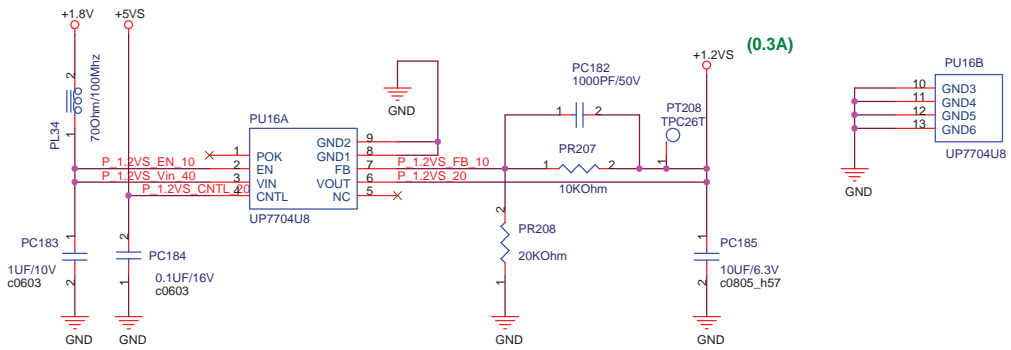 +1.8V
+5VS
+1.2VS
(0.3A)
PC182
1000PF/50V
1
2
PT208
TPC26T
1
PU16B
10 GND3
11 GND4
12 GND5
13 GND6
UP7704U8
GND
2
1
PL34
70Ohm/100Mhz
GND
PU16A
1 POK
2 EN
3 VIN
4 CNTL
GND2 9
GND1 8
FB 7
VOUT 6
NC 5
UP7704U8
P_1.2VS_EN_10
P_1.2VS_Vin_40
P_1.2VS_CNTL_20
P_1.2VS_FB_10
P_1.2VS_20
PR207
1
2
10KOhm
PC183
1
2
1UF/10V
c0603
GND
PC184
2
1
0.1UF/16V
c0603
GND
PR208
2
1
20KOhm
GND
PC185
1
2
10UF/6.3V
c0805_h57
GND